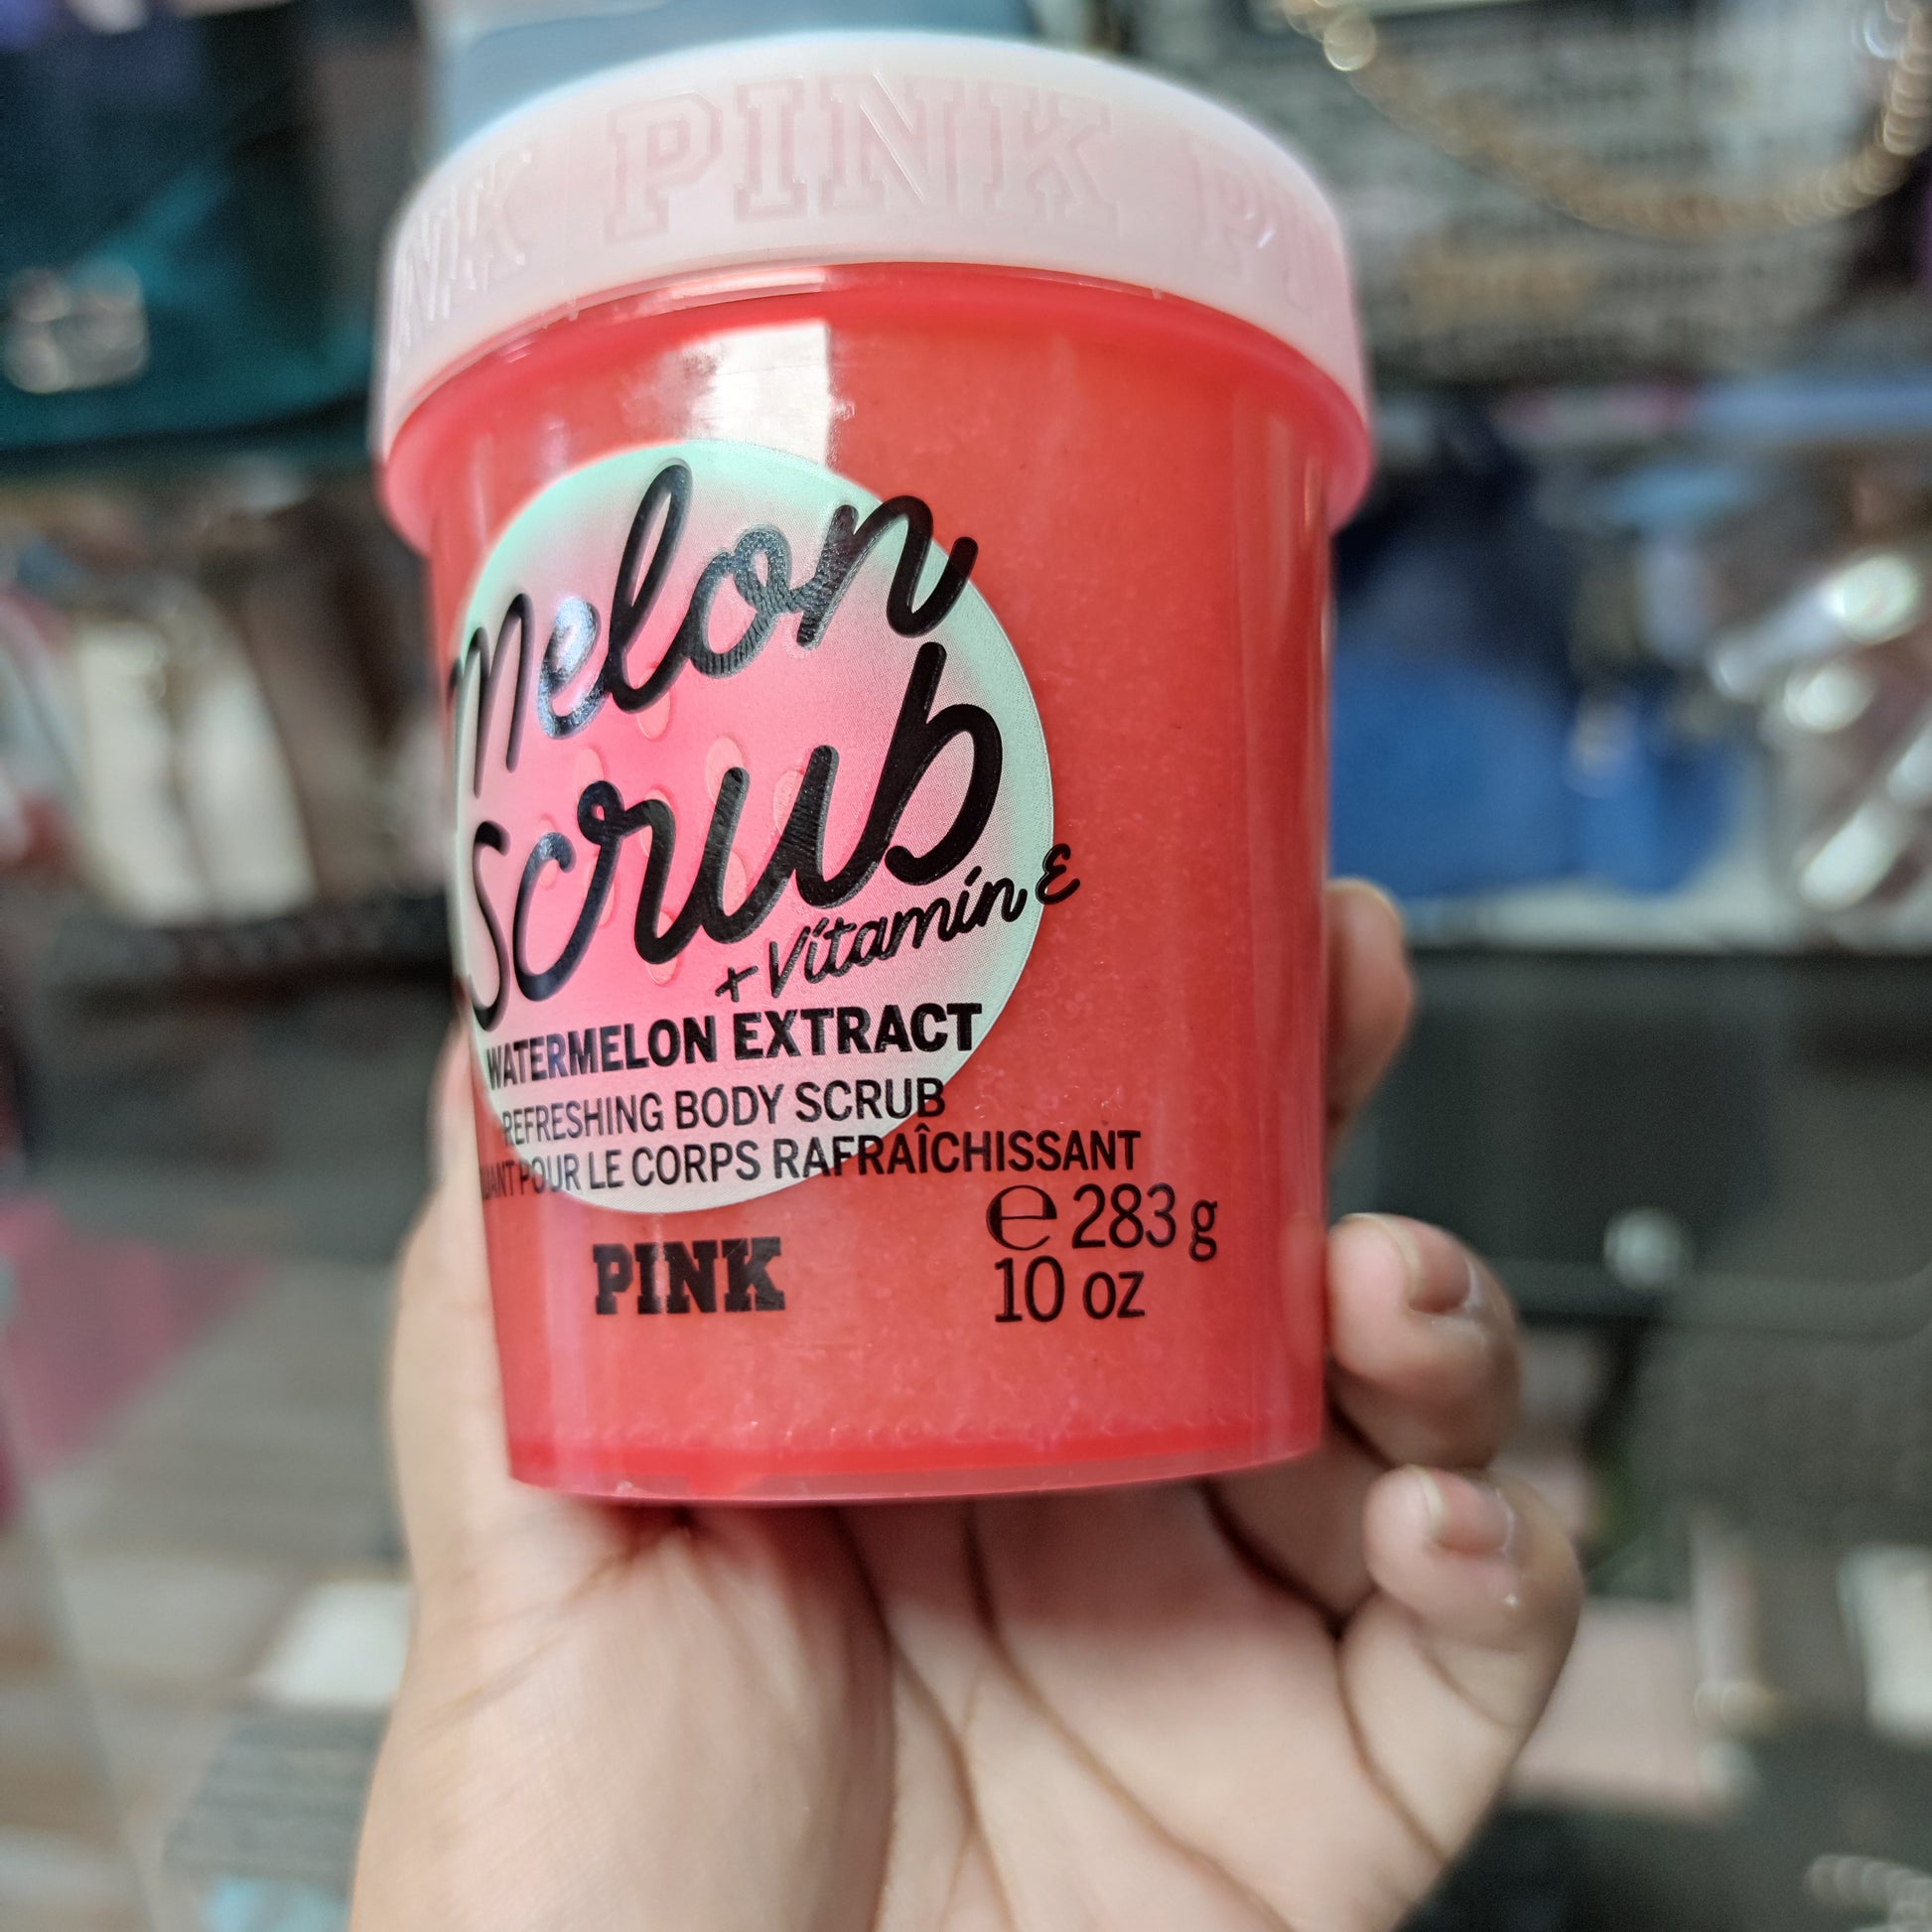 PINK
Melon
Scrub
+ Vitamin E
WATERMELON EXTRACT
REFRESHING BODY SCRUB
POUR LE CORPS RAFRAÎCHISSANT
e 283 g
10 oz
PINK